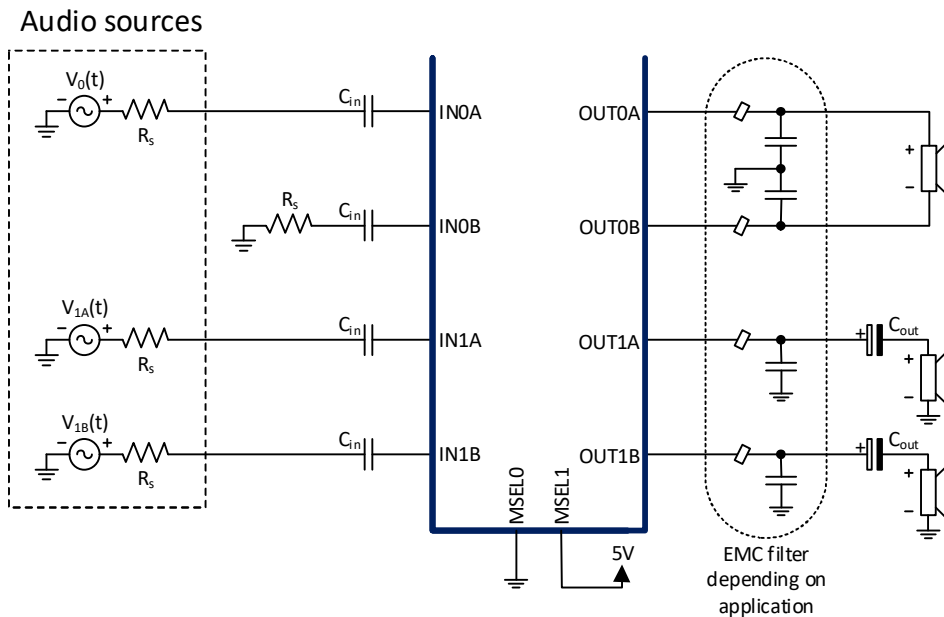 Audio sources
V0(t)
− +
Rs
Cin
IN0A
OUT0A
+
−
Rs
Cin
IN0B
OUT0B
V1A(t)
− +
Rs
Cin
IN1A
OUT1A
+
Cout
+
−
V1B(t)
− +
Rs
Cin
IN1B
OUT1B
+
Cout
+
−
MSEL0
MSEL1
5V
EMC filter
depending on
application